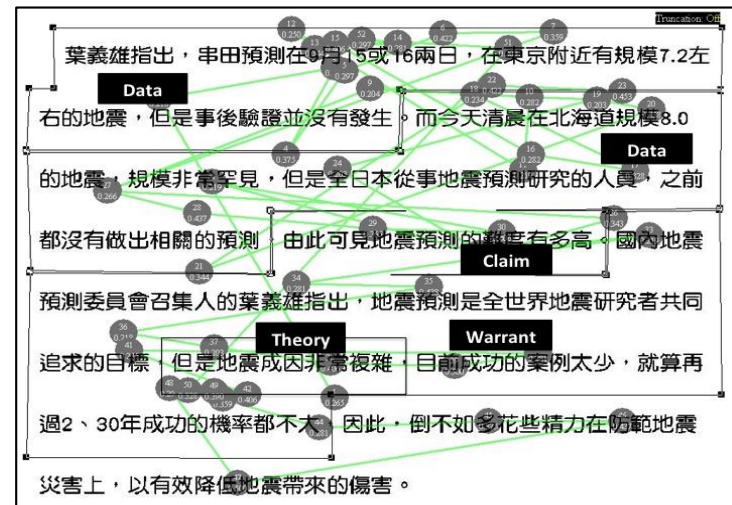 Truncation: Off
葉義雄指出，串田預測在9月15或16兩日，在東京附近有規模7.2左
Data
右的地震，但是事後驗證並沒有發生。而今天清晨在北海道規模8.0
Data
的地震，規模非常罕見，但是全日本從事地震預測研究的人員，之前
都沒有做出相關的預測。由此可見地震預測的難度有多高。國內地震
Claim
預測委員會召集人的葉義雄指出，地震預測是全世界地震研究者共同
Theory
Warrant
追求的目標，但是地震成因非常複雜，目前成功的案例太少，就算再
過2、30年成功的機率都不大。因此，倒不如多花些精力在防範地震
災害上，以有效降低地震帶來的傷害。